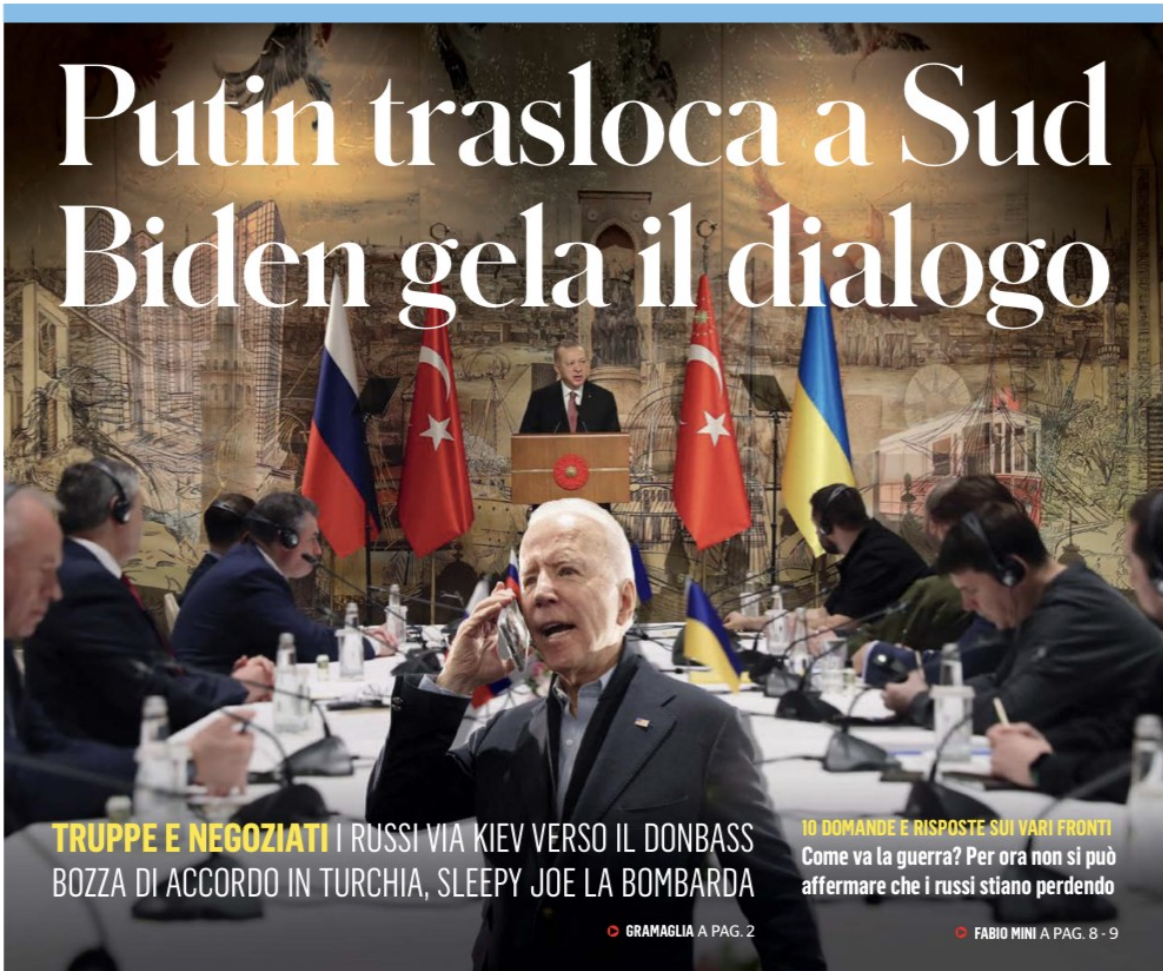 Putin trasloca a Sud
Biden gela il dialogo
TRUPPE E NEGOZIATI I RUSSI VIA KIEV VERSO IL DONBASS
BOZZA DI ACCORDO IN TURCHIA, SLEEPY JOE LA BOMBARDA
GRAMAGLIA A PAG. 2
10 DOMANDE E RISPOSTE SUI VARI FRONTI
Come va la guerra? Per ora non si può
affermare che i russi stiano perdendo
FABIO MINI A PAG. 8 - 9